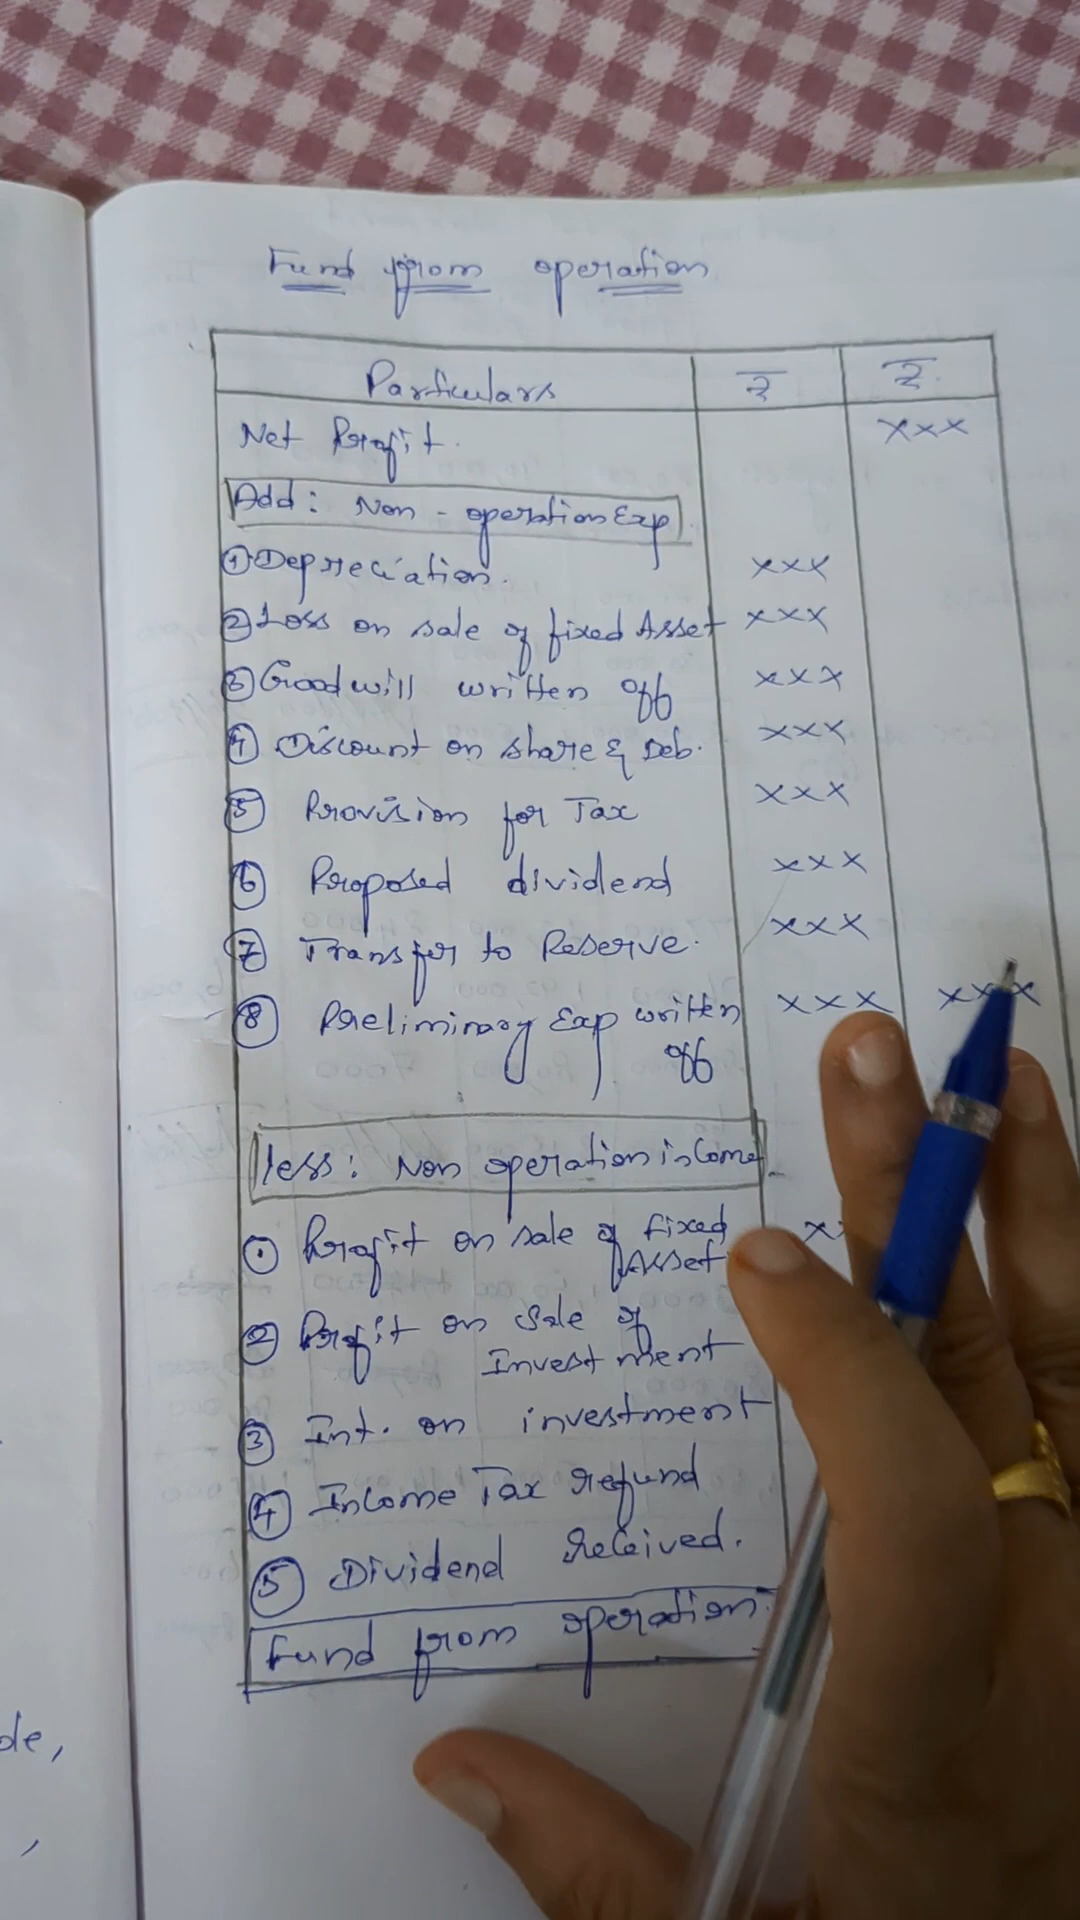 Fund from operation
Particulars ₹ ₹
Net Profit. xxx
Add: Non - operation Exp
① Depreciation. xxx
② Loss on sale of fixed Asset xxx
③ Goodwill written off xxx
④ Discount on share & Deb. xxx
⑤ Provision for Tax xxx
⑥ Proposed dividend xxx
⑦ Transfer to Reserve. xxx
⑧ Preliminary Exp written xxx xxx
off
less: Non operation income
① Profit on sale of fixed
Asset
② Profit on sale of
Investment
③ Int. on investment
④ Income Tax refund
⑤ Dividend received.
Fund from operation.